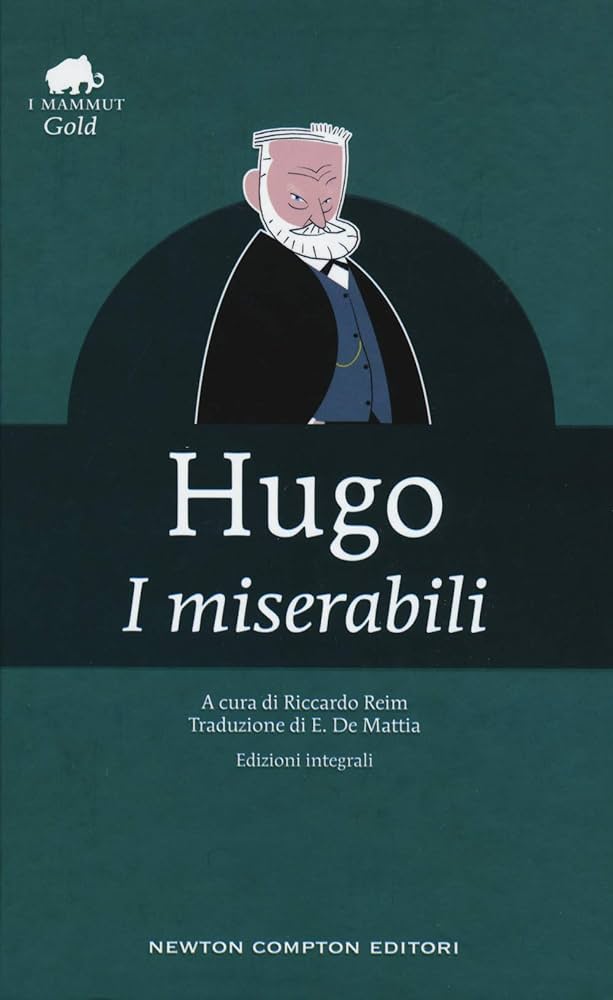 I MAMMUT
Gold
Hugo
I miserabili
A cura di Riccardo Reim
Traduzione di E. De Mattia
Edizioni integrali
NEWTON COMPTON EDITORI